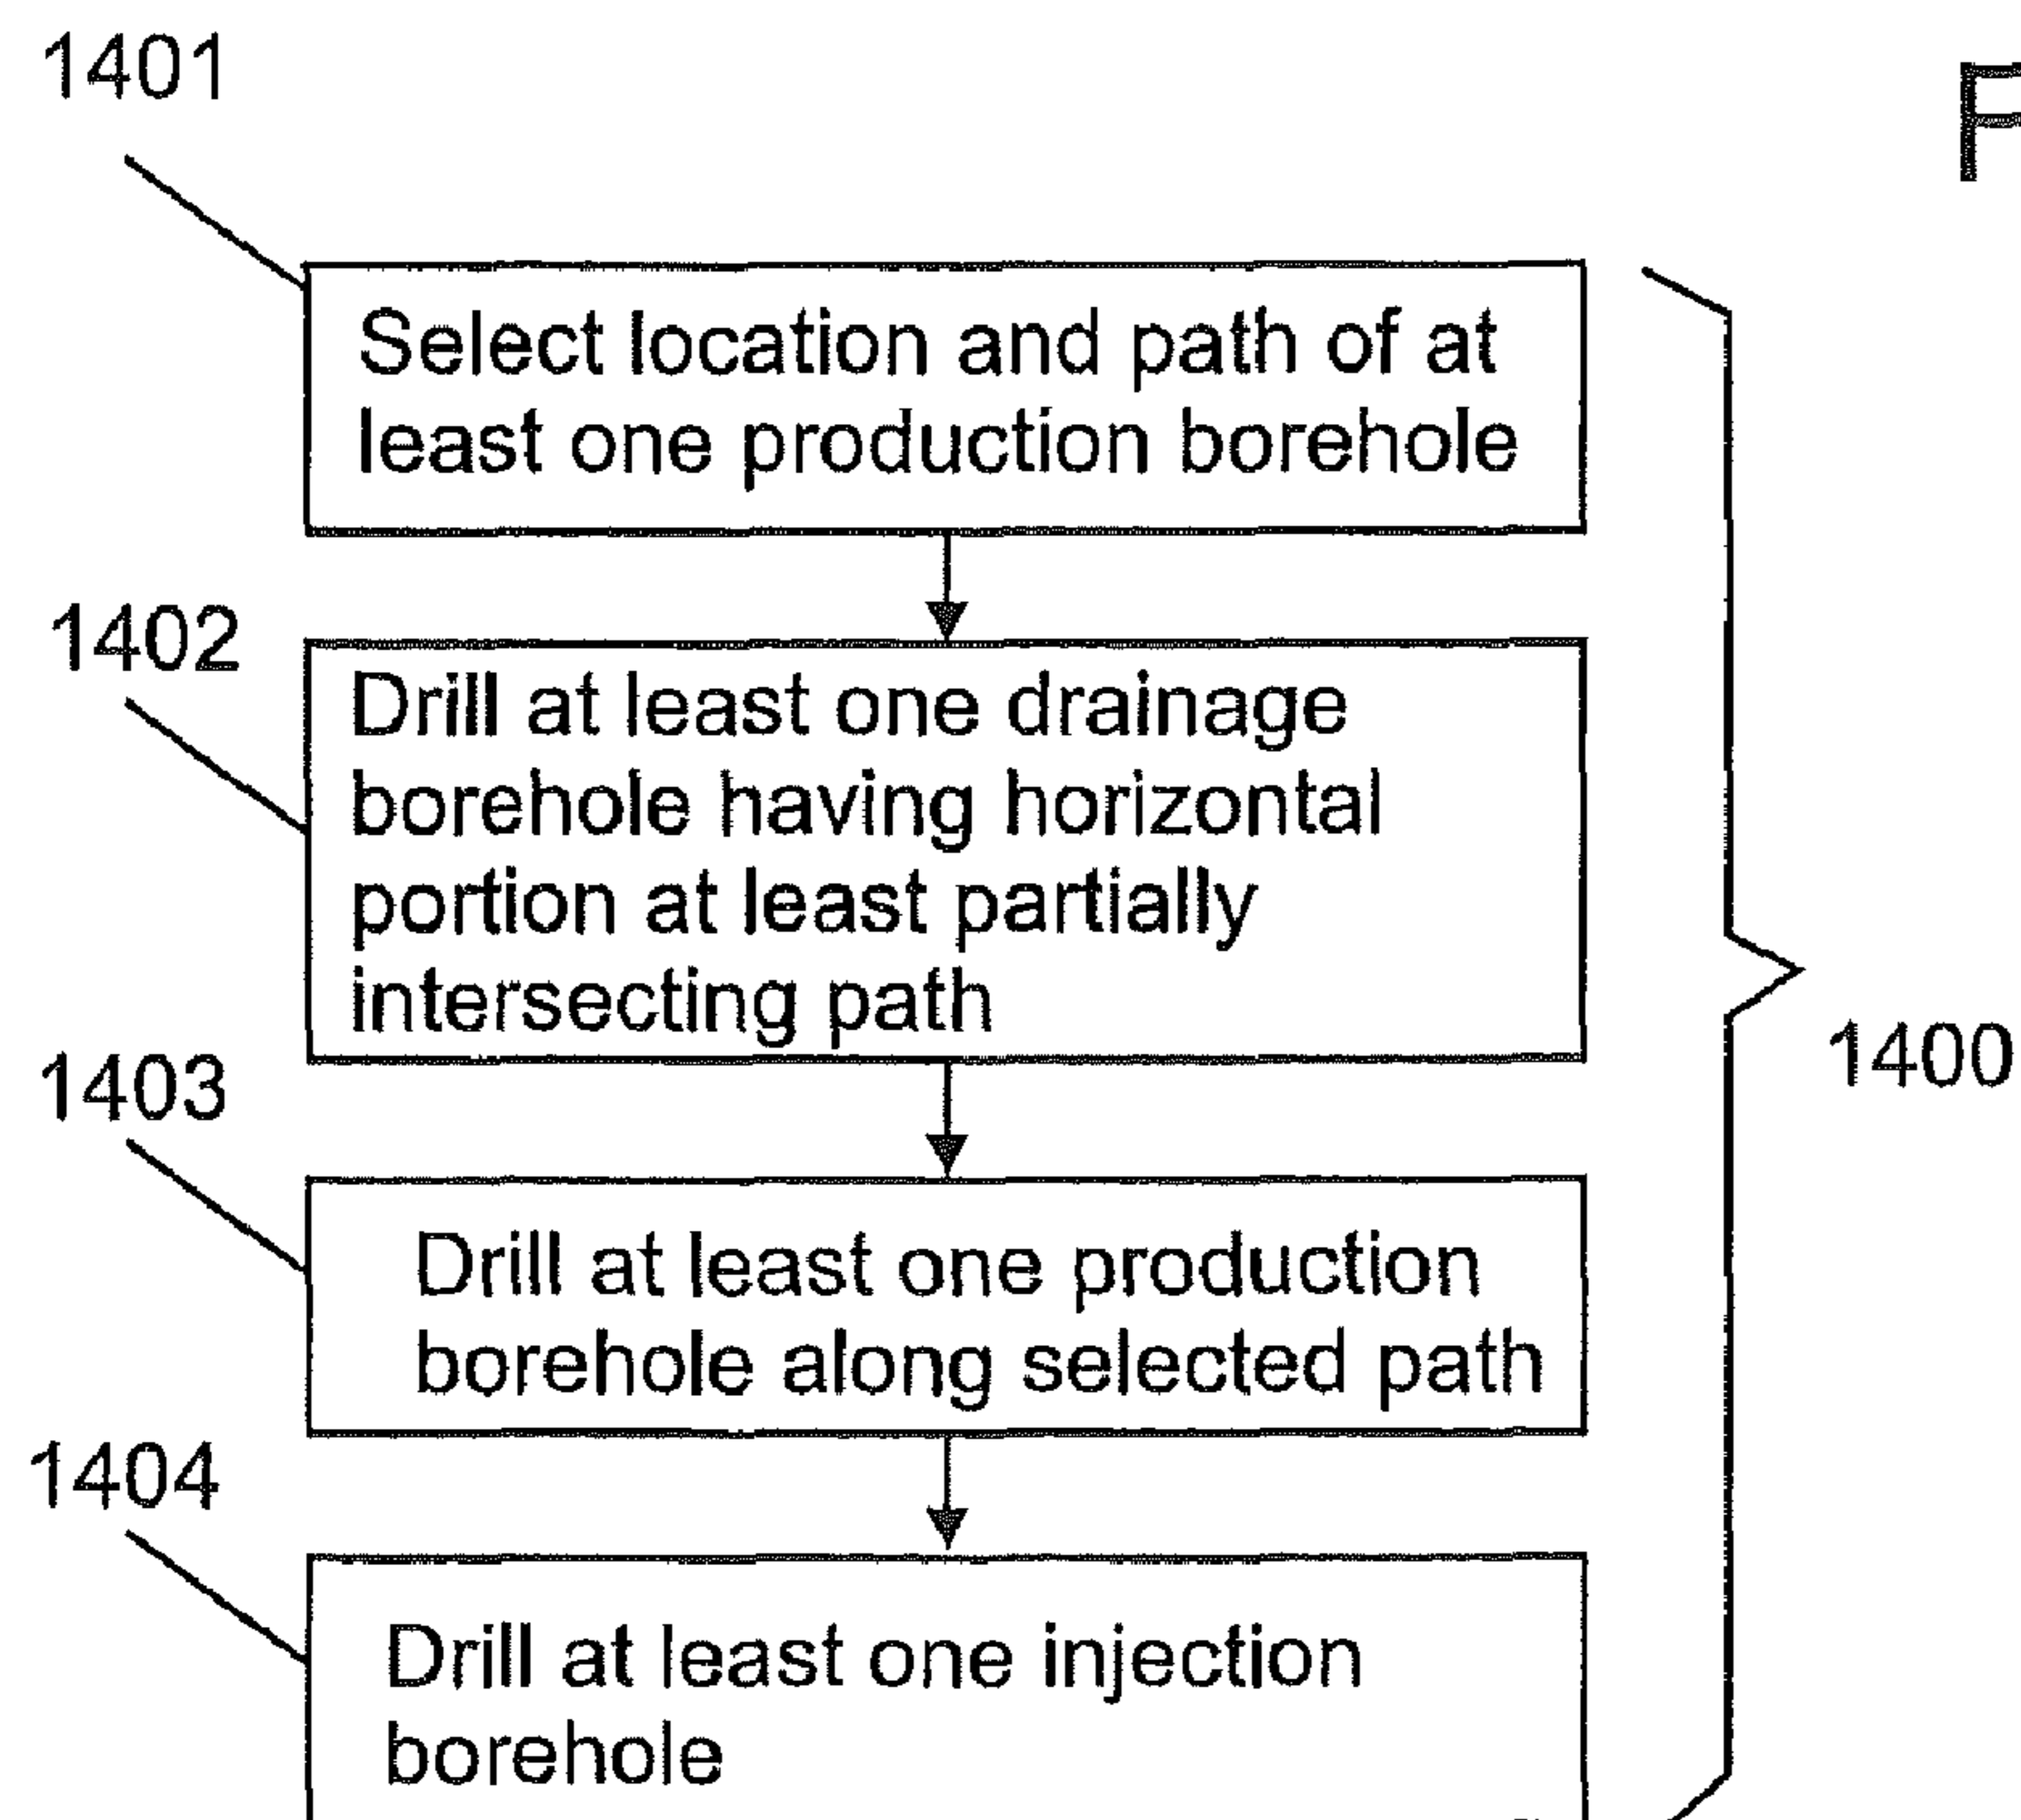 1401
F
Select location and path of at
least one production borehole
1402
Drill at least one drainage
borehole having horizontal
portion at least partially
intersecting path
1400
1403
Drill at least one production
borehole along selected path
1404
Drill at least one injection
borehole